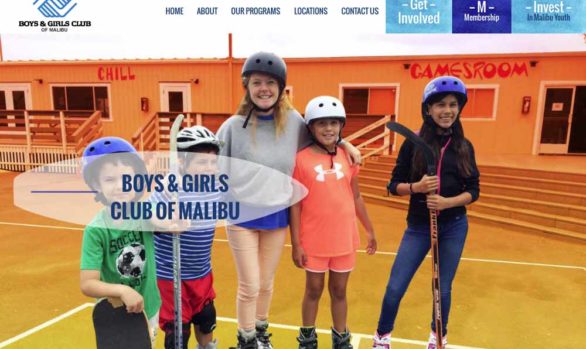 BOYS & GIRLS CLUB
OF MALIBU
HOME
ABOUT
OUR PROGRAMS
LOCATIONS
CONTACT US
– Get –
Involved
– M –
Membership
– Invest –
In Malibu Youth
CHILL
GAMESROOM
BOYS & GIRLS
CLUB OF MALIBU
SOCCER